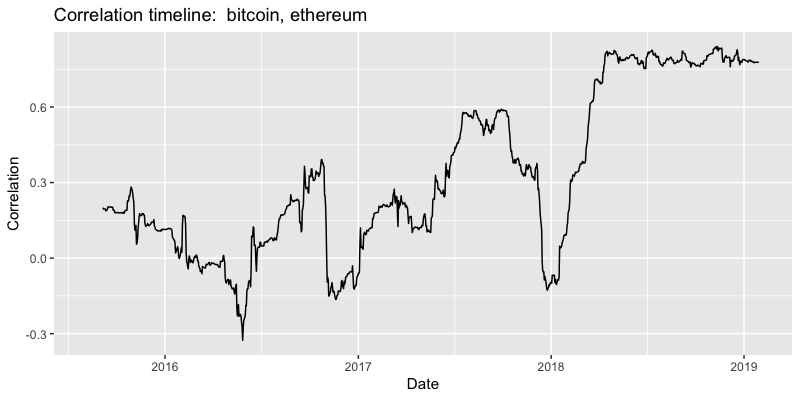 Correlation timeline:  bitcoin, ethereum
Correlation
0.6
0.3
0.0
-0.3
2016 2017 2018 2019
Date